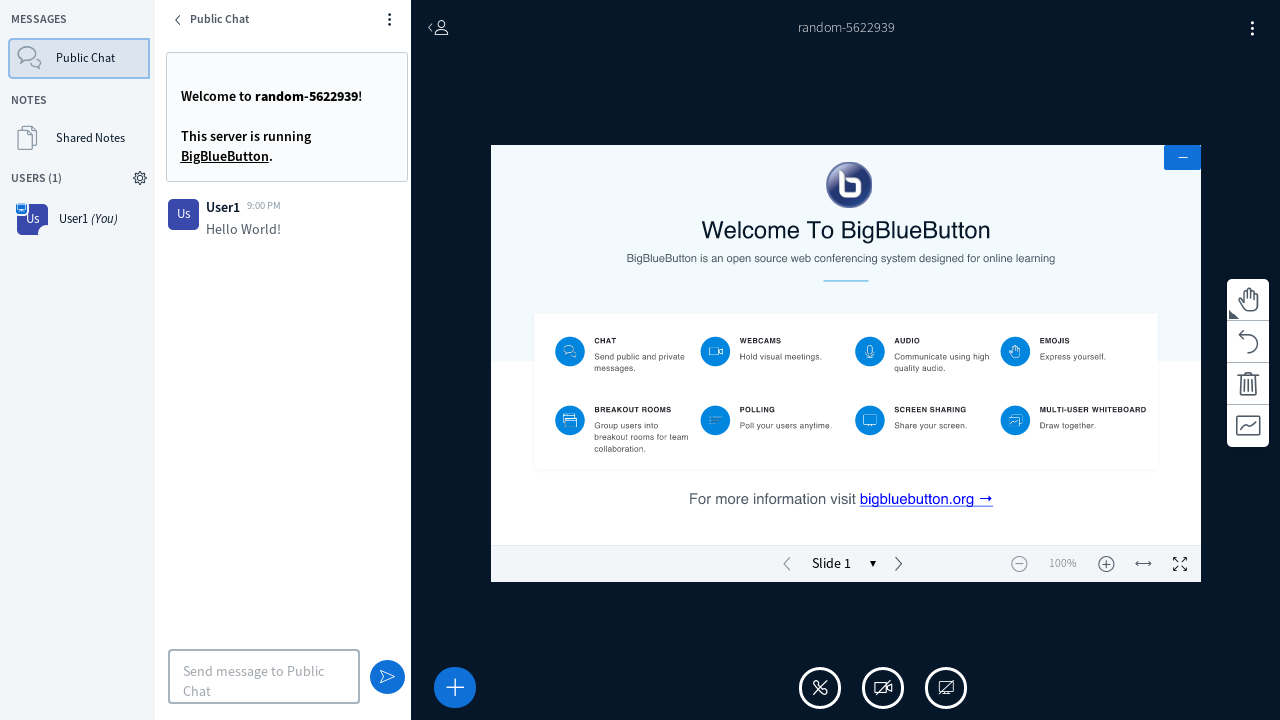 MESSAGES
Public Chat
NOTES
Shared Notes
USERS (1)
Us
User1 (You)
Public Chat
Welcome to random-5622939!
This server is running
BigBlueButton.
Us
User1 9:00 PM
Hello World!
Send message to Public
Chat
random-5622939
Welcome To BigBlueButton
BigBlueButton is an open source web conferencing system designed for online learning
CHAT
Send public and private
messages.
WEBCAMS
Hold visual meetings.
AUDIO
Communicate using high
quality audio.
EMOJIS
Express yourself.
BREAKOUT ROOMS
Group users into
breakout rooms for team
collaboration.
POLLING
Poll your users anytime.
SCREEN SHARING
Share your screen.
MULTI-USER WHITEBOARD
Draw together.
For more information visit bigbluebutton.org →
Slide 1
100%